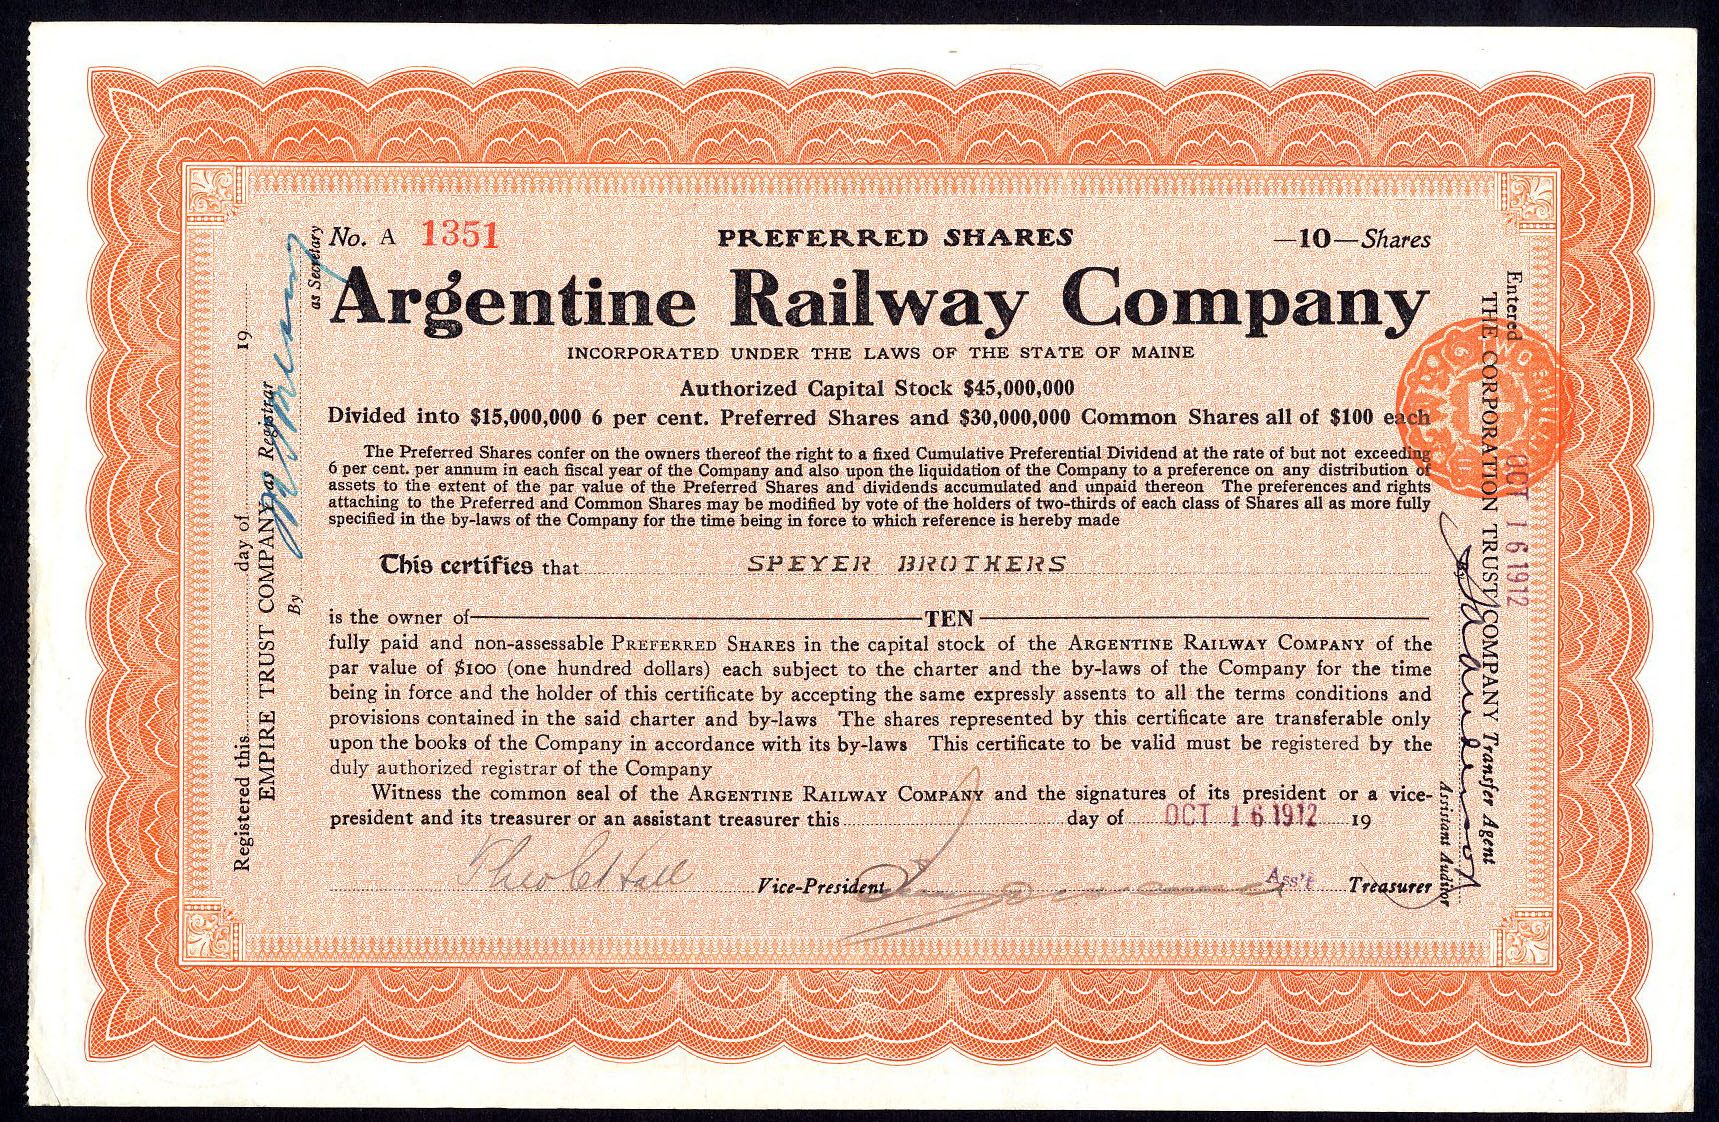 No. A 1351 PREFERRED SHARES —10—Shares
Argentine Railway Company
INCORPORATED UNDER THE LAWS OF THE STATE OF MAINE
Authorized Capital Stock $45,000,000
Divided into $15,000,000 6 per cent. Preferred Shares and $30,000,000 Common Shares all of $100 each
The Preferred Shares confer on the owners thereof the right to a fixed Cumulative Preferential Dividend at the rate of but not exceeding
6 per cent. per annum in each fiscal year of the Company and also upon the liquidation of the Company to a preference on any distribution of
assets to the extent of the par value of the Preferred Shares and dividends accumulated and unpaid thereon The preferences and rights
attaching to the Preferred and Common Shares may be modified by vote of the holders of two-thirds of each class of Shares all as more fully
specified in the by-laws of the Company for the time being in force to which reference is hereby made
This certifies that SPEYER BROTHERS
is the owner of TEN
fully paid and non-assessable PREFERRED SHARES in the capital stock of the ARGENTINE RAILWAY COMPANY of the
par value of $100 (one hundred dollars) each subject to the charter and the by-laws of the Company for the time
being in force and the holder of this certificate by accepting the same expressly assents to all the terms conditions and
provisions contained in the said charter and by-laws The shares represented by this certificate are transferable only
upon the books of the Company in accordance with its by-laws This certificate to be valid must be registered by the
duly authorized registrar of the Company
Witness the common seal of the ARGENTINE RAILWAY COMPANY and the signatures of its president or a vice-
president and its treasurer or an assistant treasurer this day of OCT 16 1912 19
Vice-President Ass't Treasurer
Registered this day of 19
EMPIRE TRUST COMPANY as Registrar
By as Secretary
Entered OCT 16 1912
THE CORPORATION TRUST COMPANY Transfer Agent
By
Assistant Auditor